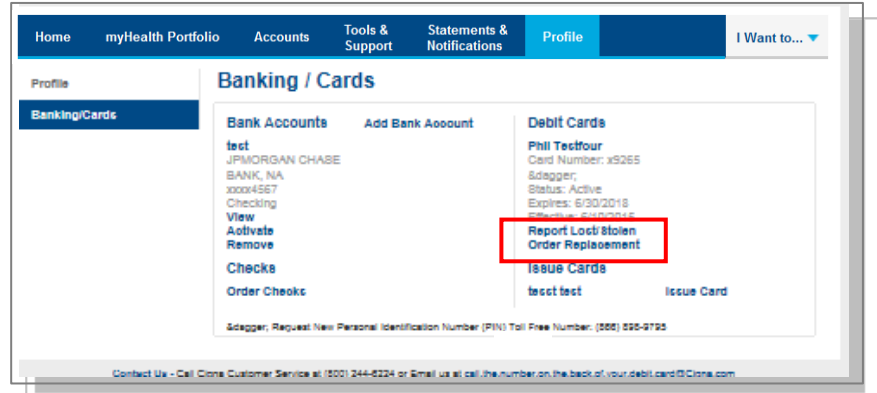 Home myHealth Portfolio Accounts Tools & Support Statements & Notifications Profile I Want to...
Profile
Banking/Cards
Banking / Cards
Bank Accounts Add Bank Account
test
JPMORGAN CHASE
BANK, NA
xxxx4567
Checking
View
Activate
Remove
Checks
Order Checks
Debit Cards
Phil Testfour
Card Number: x9265
&dagger;
Status: Active
Expires: 6/30/2018
Effective: 6/10/2015
Report Lost/Stolen
Order Replacement
Issue Cards
tesst test Issue Card
&dagger; Request New Personal Identification Number (PIN) Toll Free Number: (866) 898-9795
Contact Us - Call Cigna Customer Service at (800) 244-6224 or Email us at call.the.number.on.the.back.of.your.debit.card@Cigna.com